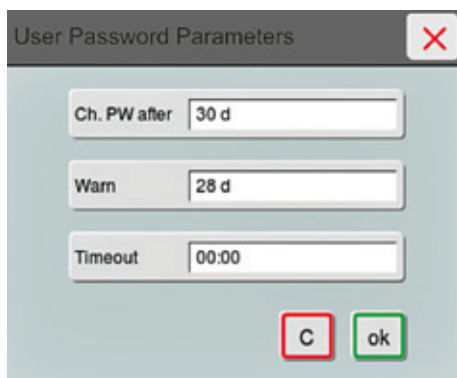 User Password Parameters
Ch. PW after 30 d
Warn 28 d
Timeout 00:00
C ok